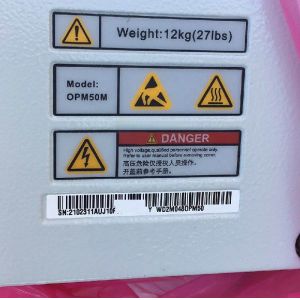 Weight:12kg(27lbs)
Model:
OPM50M
DANGER
High voltage,qualified personnel operate only.
Refere to user manual before removing cover.
高压危险仅授权人员操作。
开盖前参考手册。
SN:2102311AUJ10F Y WD2M048OPM50